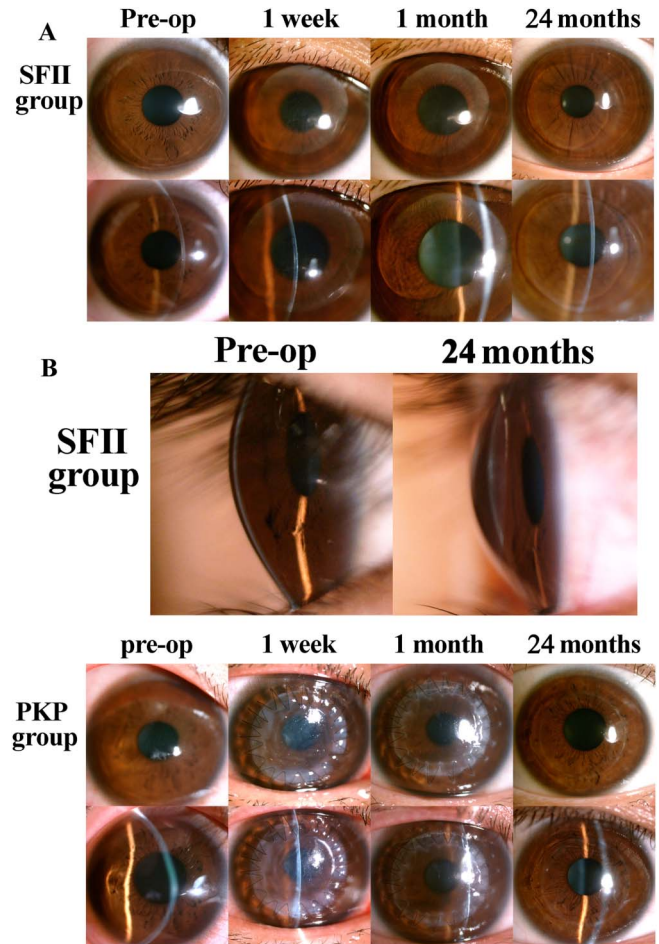 A
Pre-op 1 week 1 month 24 months
SFII
group
B
Pre-op 24 months
SFII
group
pre-op 1 week 1 month 24 months
PKP
group